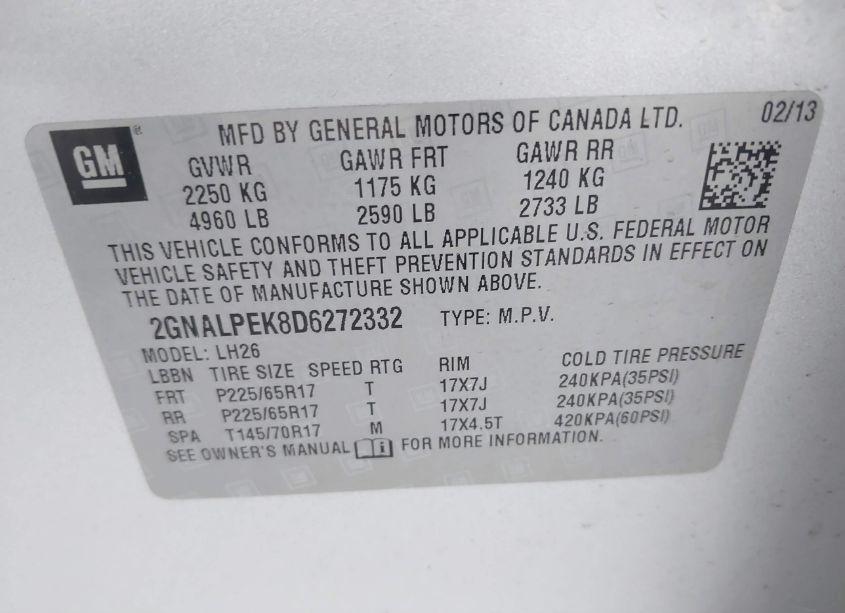 GM
MFD BY GENERAL MOTORS OF CANADA LTD. 02/13
GVWR GAWR FRT GAWR RR
2250 KG 1175 KG 1240 KG
4960 LB 2590 LB 2733 LB
THIS VEHICLE CONFORMS TO ALL APPLICABLE U.S. FEDERAL MOTOR
VEHICLE SAFETY AND THEFT PREVENTION STANDARDS IN EFFECT ON
THE DATE OF MANUFACTURE SHOWN ABOVE.
2GNALPEK8D6272332 TYPE: M.P.V.
MODEL: LH26
LBBN TIRE SIZE SPEED RTG RIM COLD TIRE PRESSURE
FRT P225/65R17 T 17X7J 240KPA(35PSI)
RR P225/65R17 T 17X7J 240KPA(35PSI)
SPA T145/70R17 M 17X4.5T 420KPA(60PSI)
SEE OWNER'S MANUAL i FOR MORE INFORMATION.